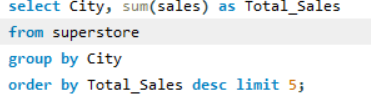 select City, sum(sales) as Total_Sales
from superstore
group by City
order by Total_Sales desc limit 5;